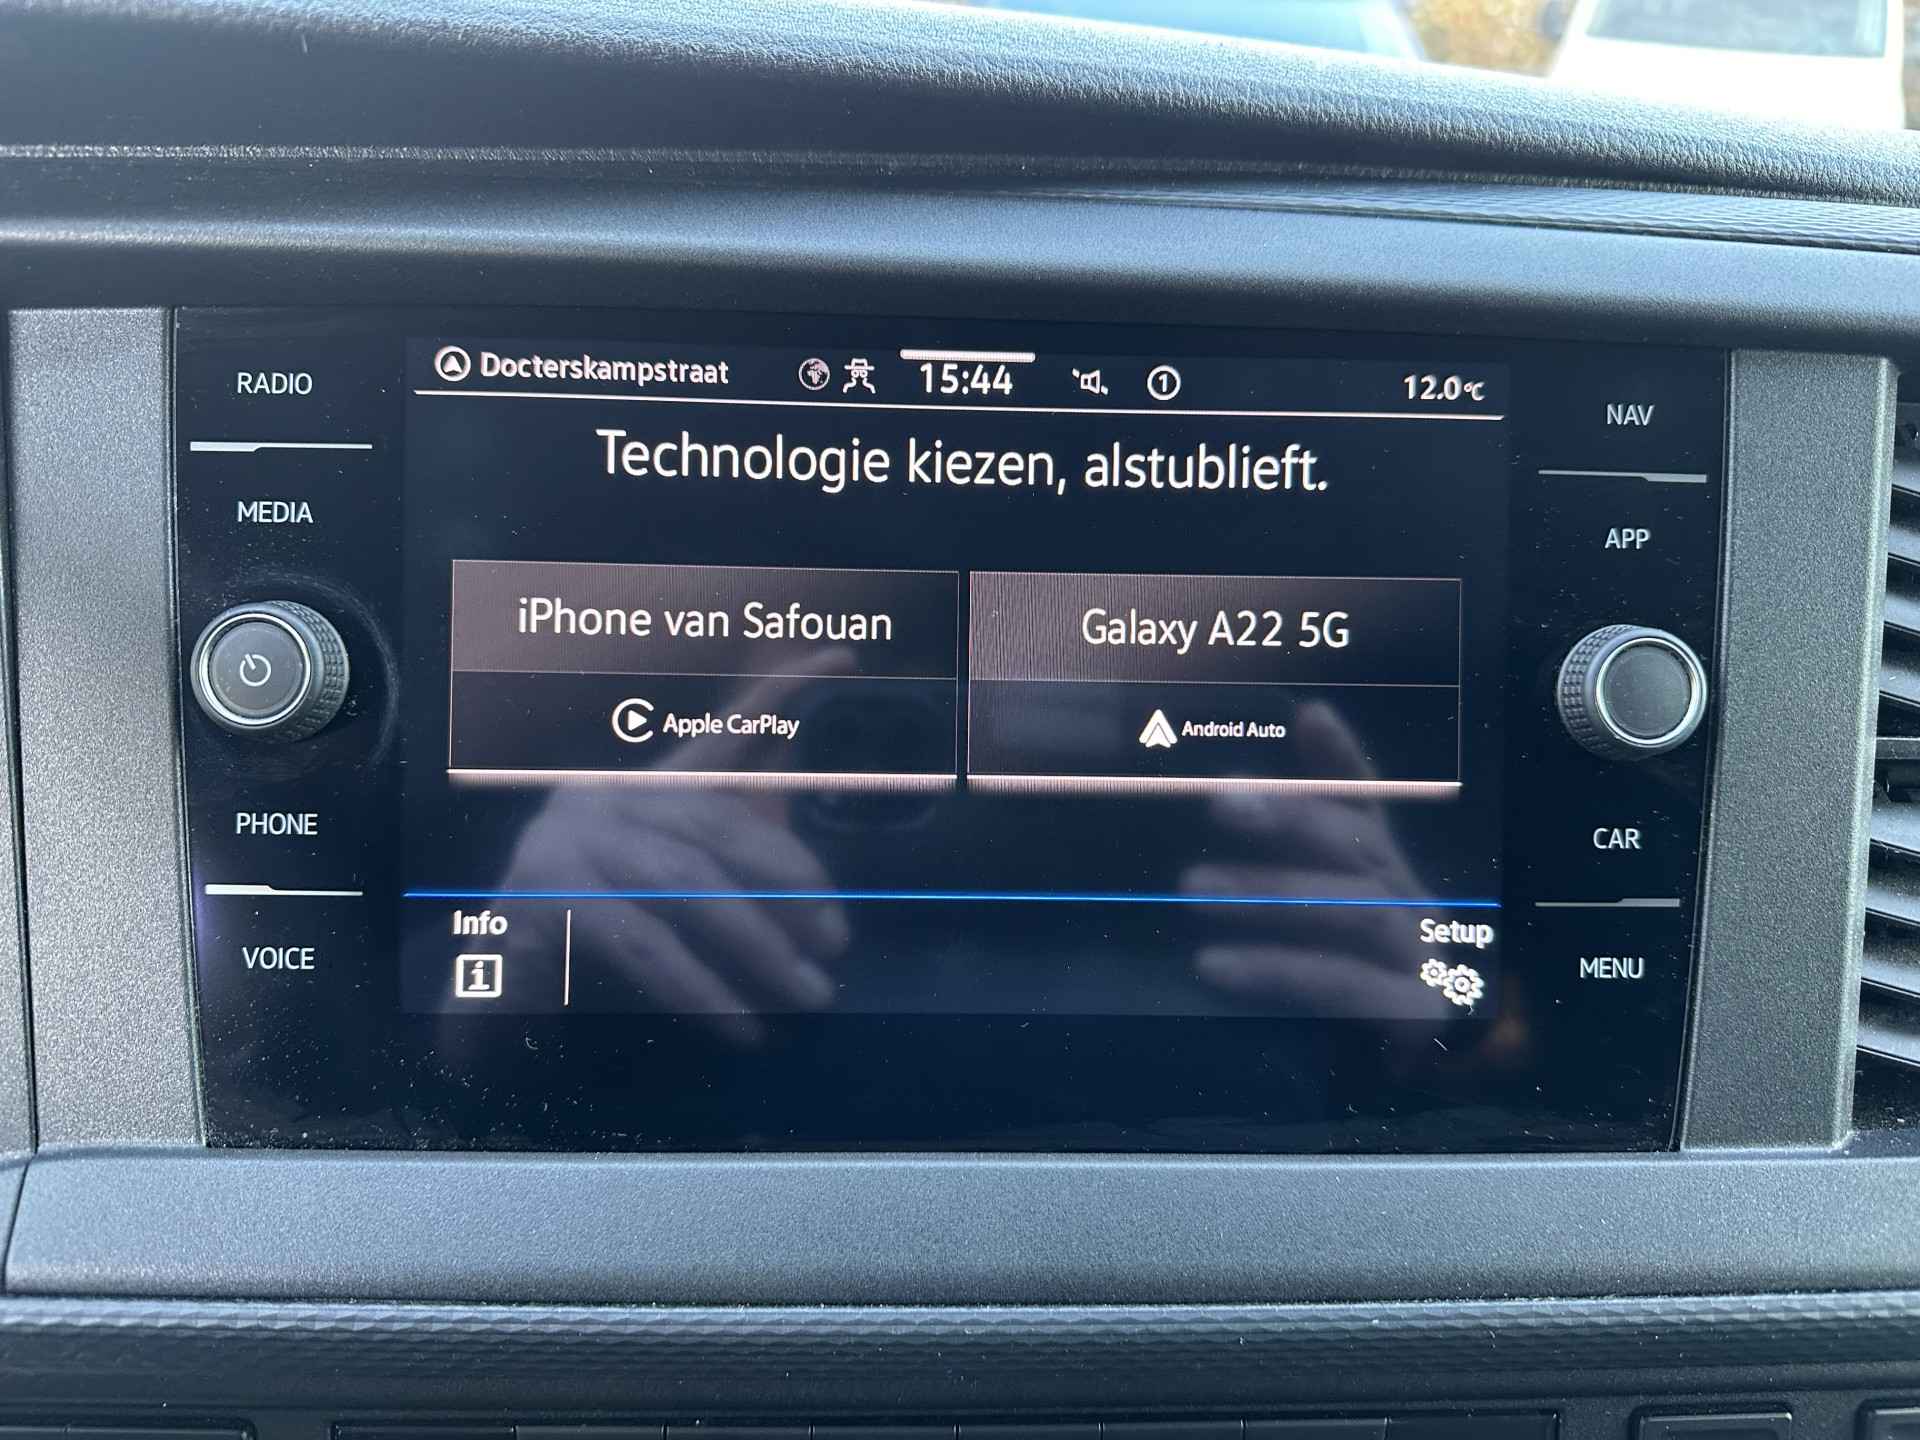 RADIO
MEDIA
PHONE
VOICE
Docterskampstraat
15:44
1
12.0°C
Technologie kiezen, alstublieft.
iPhone van Safouan
Apple CarPlay
Galaxy A22 5G
Android Auto
Info
i
Setup
NAV
APP
CAR
MENU